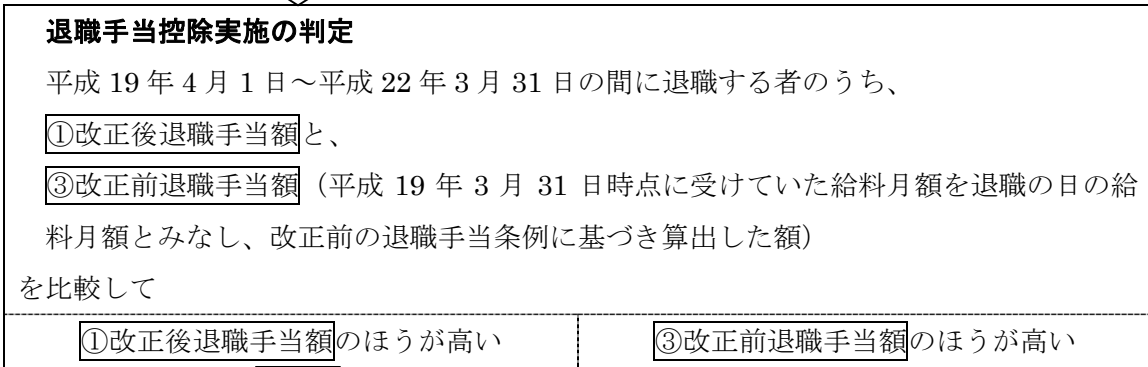 退職手当控除実施の判定
平成 19 年 4 月 1 日～平成 22 年 3 月 31 日の間に退職する者のうち、
①改正後退職手当額と、
③改正前退職手当額（平成 19 年 3 月 31 日時点に受けていた給料月額を退職の日の給
料月額とみなし、改正前の退職手当条例に基づき算出した額）
を比較して
①改正後退職手当額のほうが高い
③改正前退職手当額のほうが高い